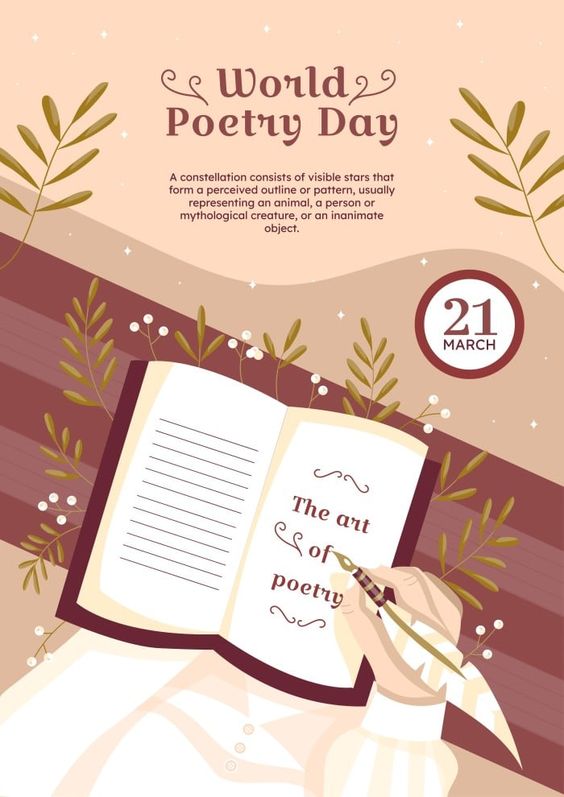 World
Poetry Day
A constellation consists of visible stars that
form a perceived outline or pattern, usually
representing an animal, a person or
mythological creature, or an inanimate
object.
21
MARCH
The art
of
poetry